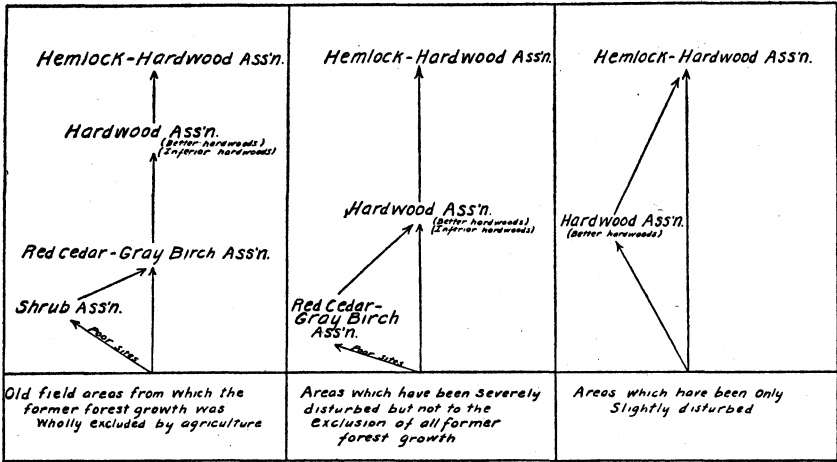 Hemlock-Hardwood Ass'n.
Hardwood Ass'n.
(Better hardwoods)
(Inferior hardwoods)
Red Cedar-Gray Birch Ass'n.
Shrub Ass'n.
Poor sites
Old field areas from which the
former forest growth was
Wholly excluded by agriculture
Hemlock-Hardwood Ass'n.
Hardwood Ass'n.
(Better hardwoods)
(Inferior hardwoods)
Red Cedar-
Gray Birch
Ass'n.
Poor sites
Areas which have been Severely
disturbed but not to the
exclusion of all former
forest growth
Hemlock-Hardwood Ass'n.
Hardwood Ass'n.
(Better hardwoods)
Areas which have been only
Slightly disturbed